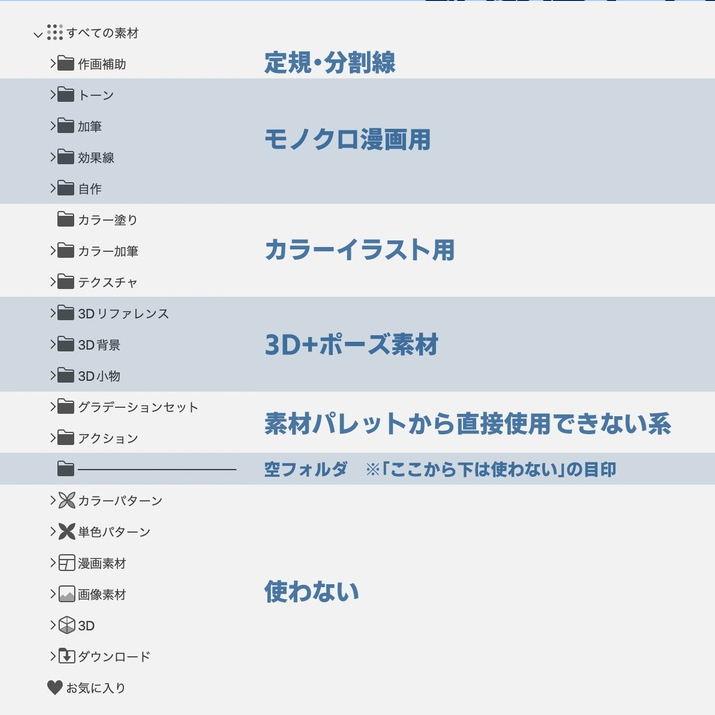 すべての素材
作画補助
定規・分割線
トーン
加筆
モノクロ漫画用
効果線
自作
カラー塗り
カラー加筆
カラーイラスト用
テクスチャ
3Dリファレンス
3D背景
3D+ポーズ素材
3D小物
グラデーションセット
素材パレットから直接使用できない系
アクション
空フォルダ ※「ここから下は使わない」の目印
カラーパターン
単色パターン
漫画素材
画像素材
使わない
3D
ダウンロード
お気に入り